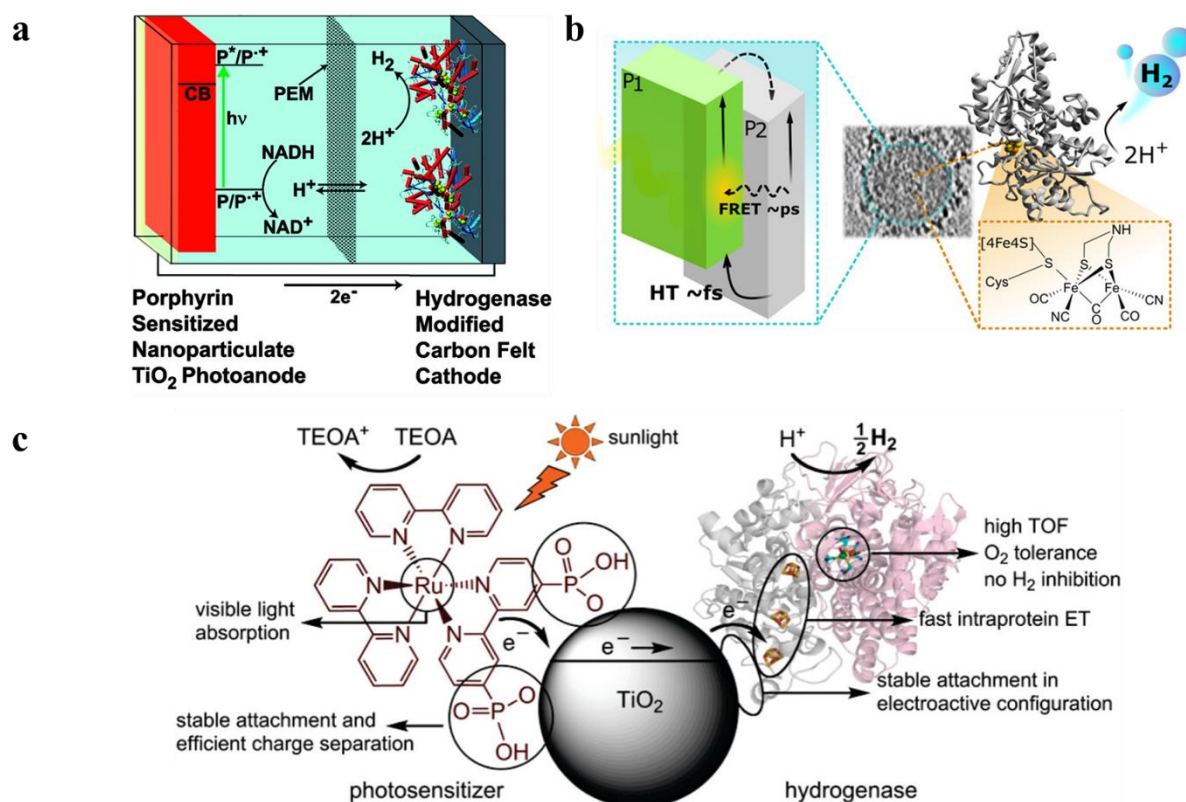 a
P*/P·+
CB
hν
PEM
H2
2H+
NADH
H+
P/P·+
NAD+
2e-
Porphyrin
Sensitized
Nanoparticulate
TiO2 Photoanode
Hydrogenase
Modified
Carbon Felt
Cathode
b
P1
P2
FRET ~ps
HT ~fs
H2
2H+
[4Fe4S]
NH
S
Cys
S
S
Fe
Fe
OC
CN
NC
C
O
CO
c
TEOA+
TEOA
sunlight
H+
½H2
N
N
N
Ru
N
N
N
O
P
OH
O
visible light
absorption
e−
e−
TiO2
e−
O
O
P
OH
high TOF
O2 tolerance
no H2 inhibition
fast intraprotein ET
stable attachment in
electroactive configuration
stable attachment and
efficient charge separation
photosensitizer
hydrogenase